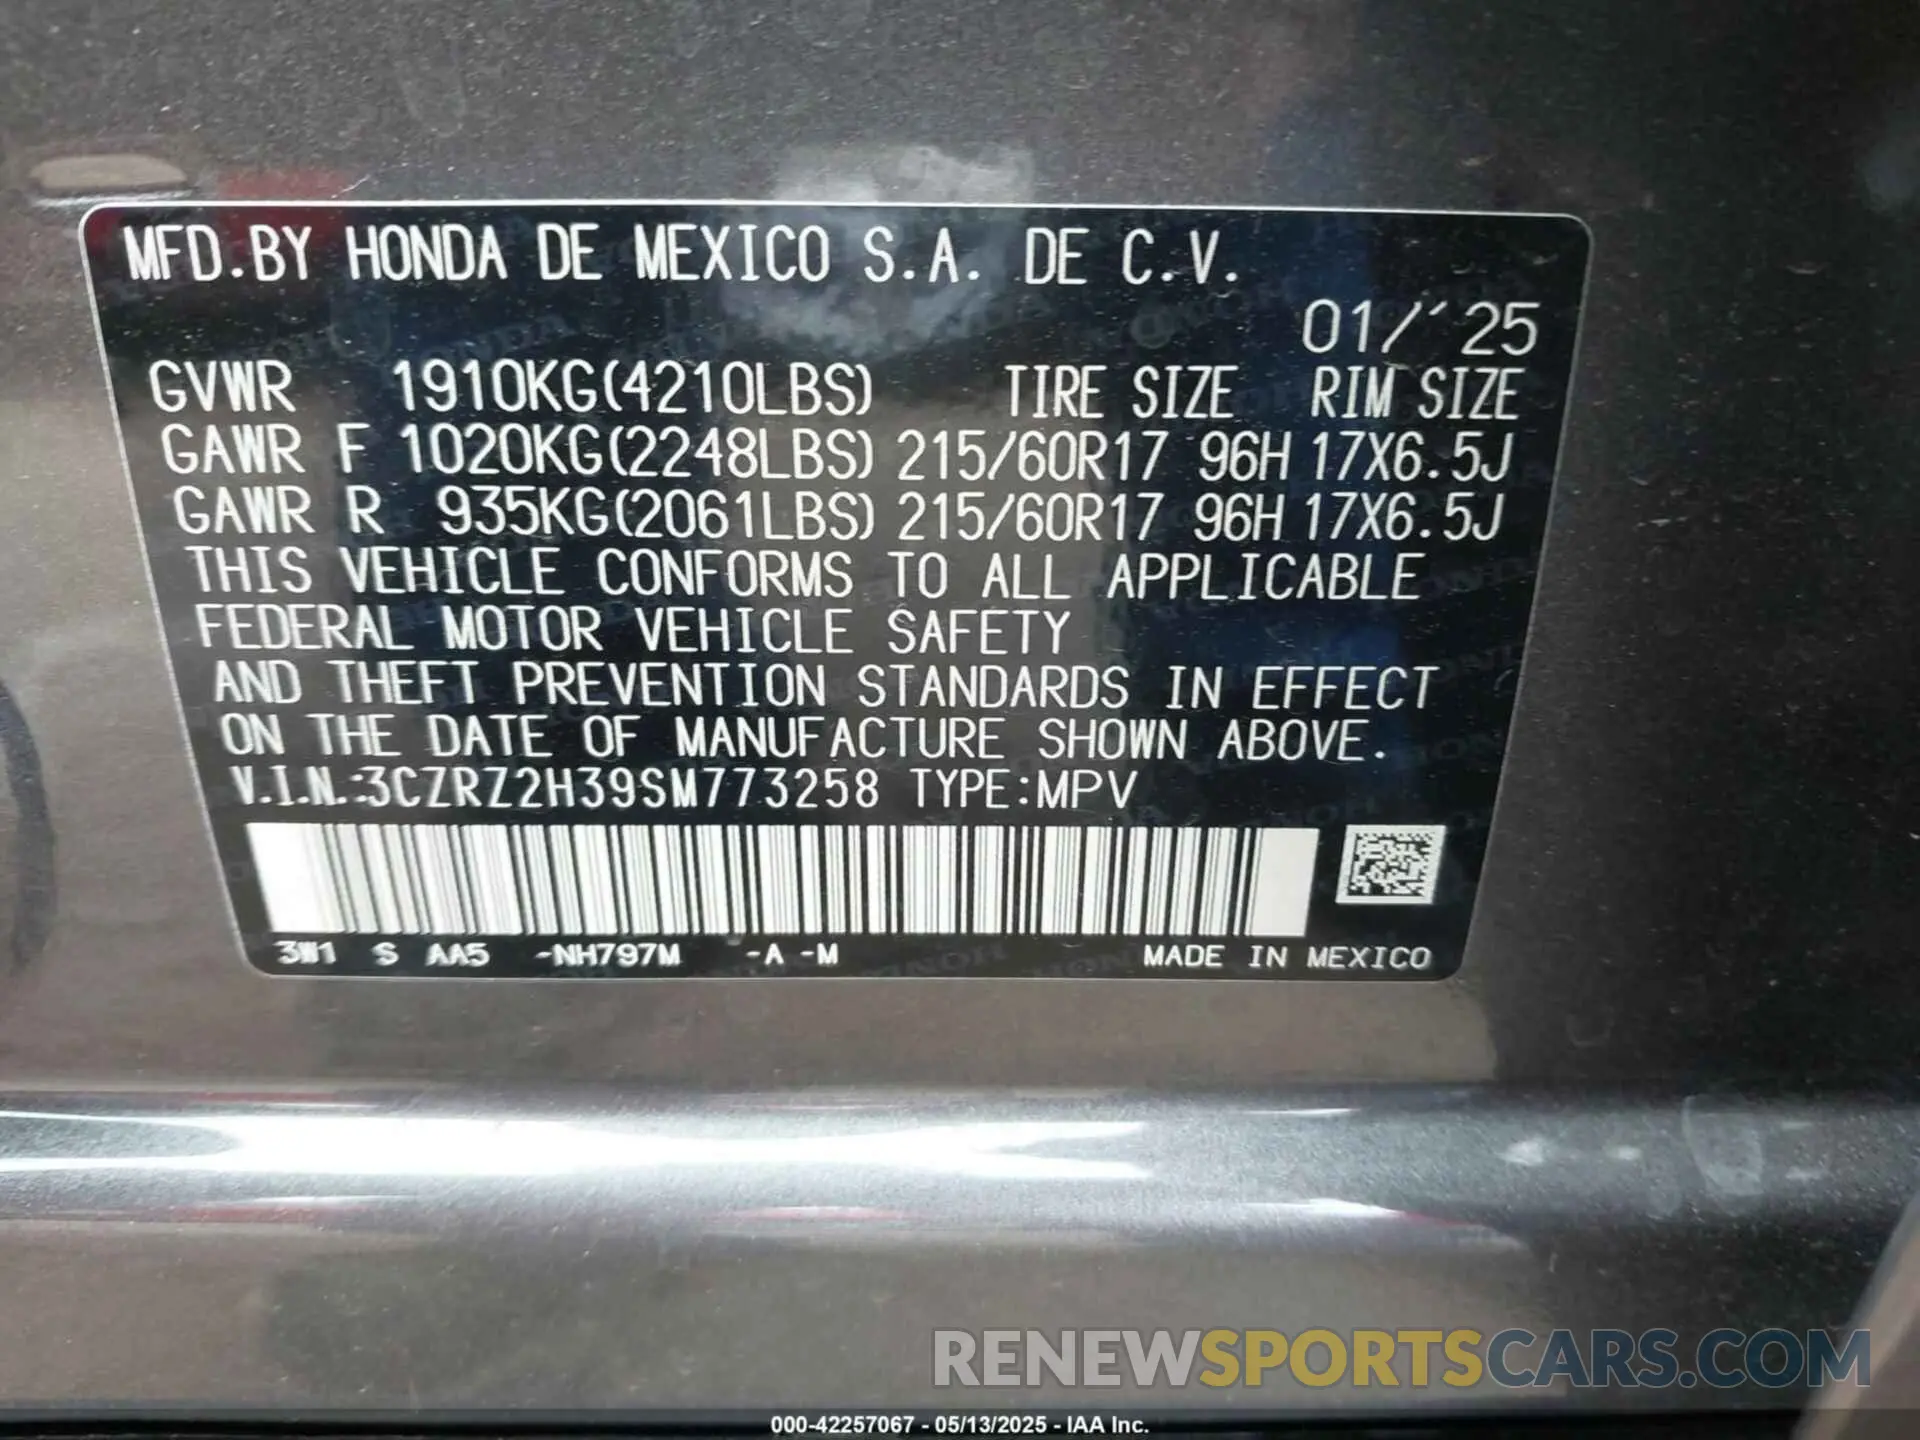 MFD.BY HONDA DE MEXICO S.A. DE C.V.
01/'25
GVWR 1910KG(4210LBS) TIRE SIZE RIM SIZE
GAWR F 1020KG(2248LBS) 215/60R17 96H 17X6.5J
GAWR R 935KG(2061LBS) 215/60R17 96H 17X6.5J
THIS VEHICLE CONFORMS TO ALL APPLICABLE
FEDERAL MOTOR VEHICLE SAFETY
AND THEFT PREVENTION STANDARDS IN EFFECT
ON THE DATE OF MANUFACTURE SHOWN ABOVE.
V.I.N.:3CZRZ2H39SM773258 TYPE:MPV
3W1 S AA5 -NH797M -A -M MADE IN MEXICO
RENEWSPORTSCARS.COM
000-42257067 - 05/13/2025 - IAA Inc.